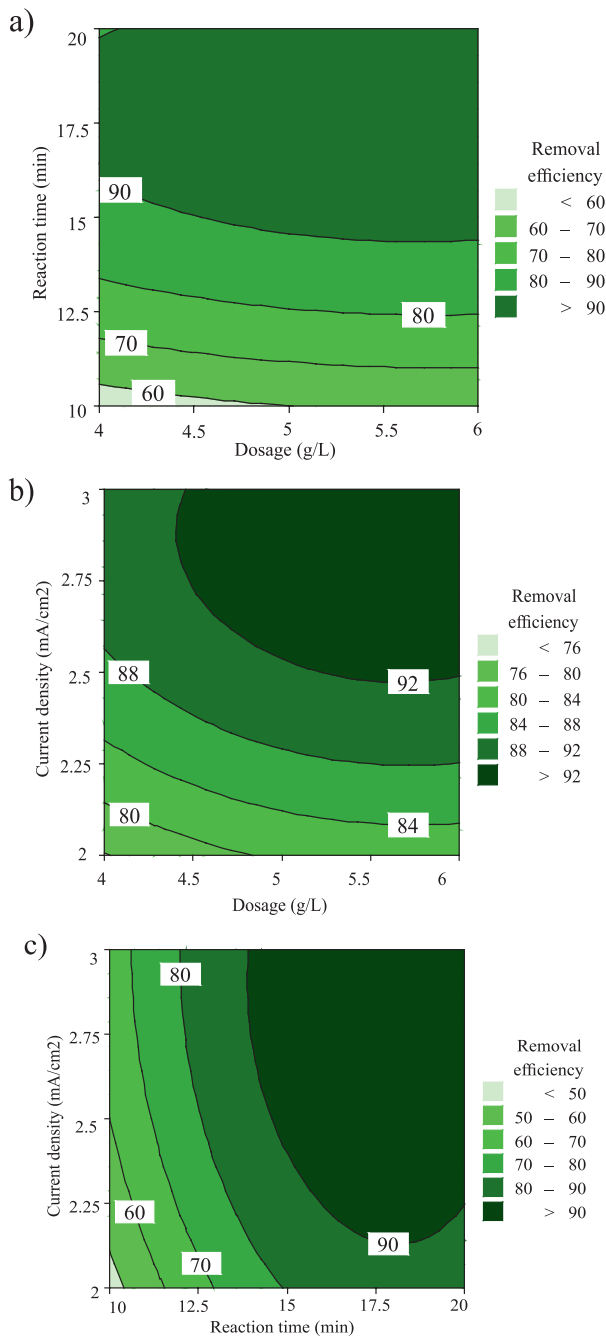 a)
20
17.5
15
12.5
10
Reaction time (min)
90
80
70
60
4
4.5
5
5.5
6
Dosage (g/L)
Removal
efficiency
< 60
60 – 70
70 – 80
80 – 90
> 90
b)
3
2.75
2.5
2.25
2
Current density (mA/cm2)
88
92
80
84
4
4.5
5
5.5
6
Dosage (g/L)
Removal
efficiency
< 76
76 – 80
80 – 84
84 – 88
88 – 92
> 92
c)
3
2.75
2.5
2.25
2
Current density (mA/cm2)
80
60
70
90
10
12.5
15
17.5
20
Reaction time (min)
Removal
efficiency
< 50
50 – 60
60 – 70
70 – 80
80 – 90
> 90